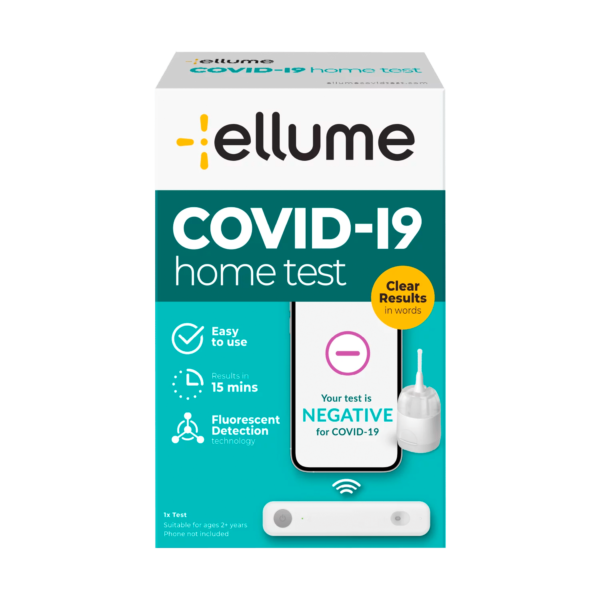 ellume
COVID-19 home test
ellumecovidtest.com
ellume
COVID-19
home test
Clear
Results
in words
Easy
to use
Results in
15 mins
Fluorescent
Detection
technology
Your test is
NEGATIVE
for COVID-19
1x Test
Suitable for ages 2+ years
Phone not included